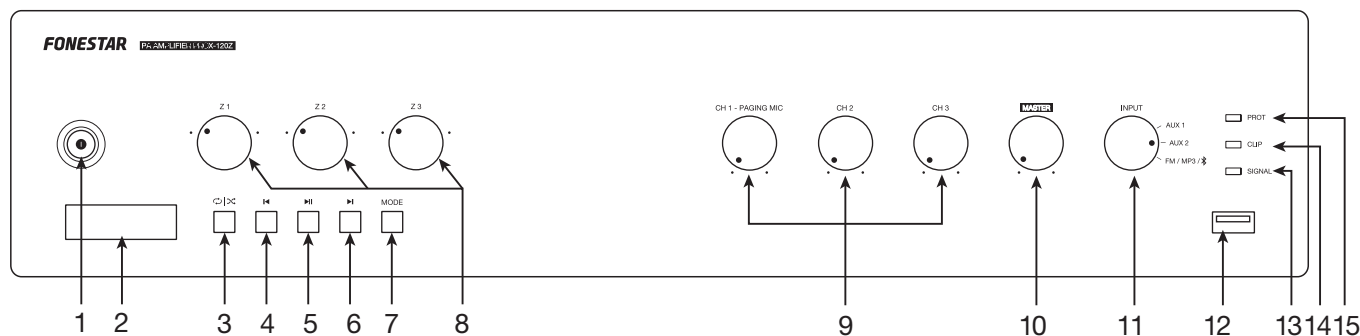 FONESTAR
Z 1 Z 2 Z 3 CH 1 - PAGING MIC CH 2 CH 3 MASTER INPUT
AUX 1
AUX 2
FM / MP3 /
PROT
CLIP
SIGNAL
MODE
1 2 3 4 5 6 7 8 9 10 11 12 13 14 15